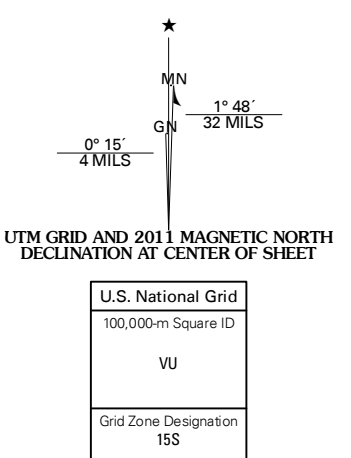 ★
MN
1° 48´
32 MILS
GN
0° 15´
4 MILS
UTM GRID AND 2011 MAGNETIC NORTH
DECLINATION AT CENTER OF SHEET
U.S. National Grid
100,000-m Square ID
VU
Grid Zone Designation
15S